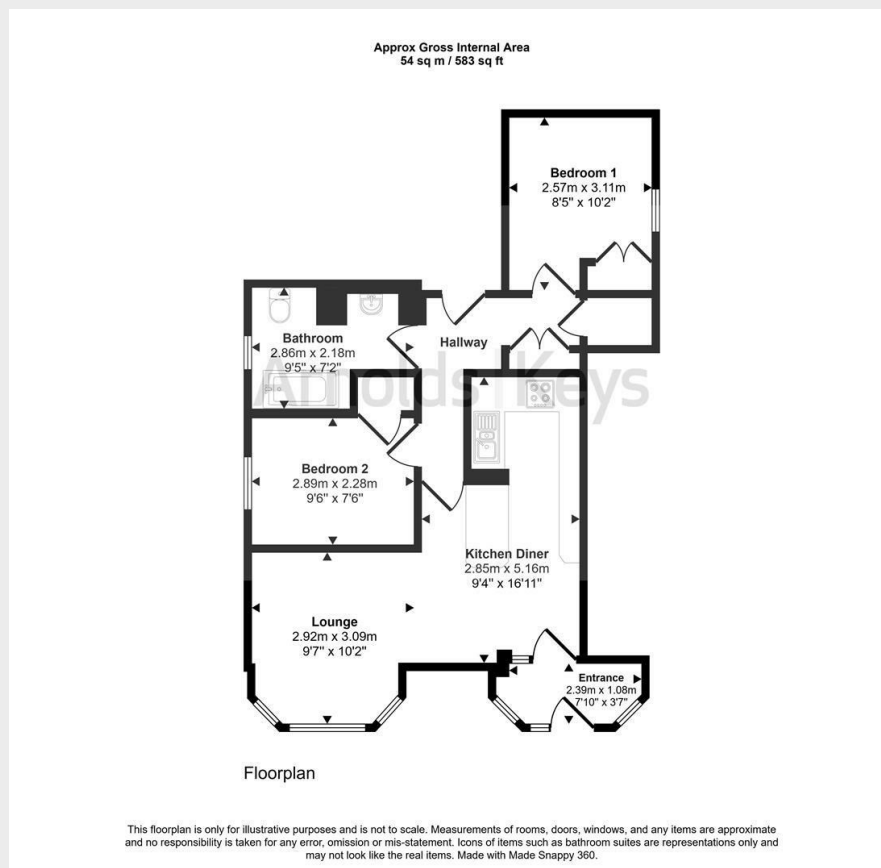 Approx Gross Internal Area
54 sq m / 583 sq ft
Bedroom 1
2.57m x 3.11m
8'5" x 10'2"
Bathroom
2.86m x 2.18m
9'5" x 7'2"
Hallway
Arnolds | Keys
Bedroom 2
2.89m x 2.28m
9'6" x 7'6"
Kitchen Diner
2.85m x 5.16m
9'4" x 16'11"
Lounge
2.92m x 3.09m
9'7" x 10'2"
Entrance
2.39m x 1.08m
7'10" x 3'7"
Floorplan
This floorplan is only for illustrative purposes and is not to scale. Measurements of rooms, doors, windows, and any items are approximate
and no responsibility is taken for any error, omission or mis-statement. Icons of items such as bathroom suites are representations only and
may not look like the real items. Made with Made Snappy 360.